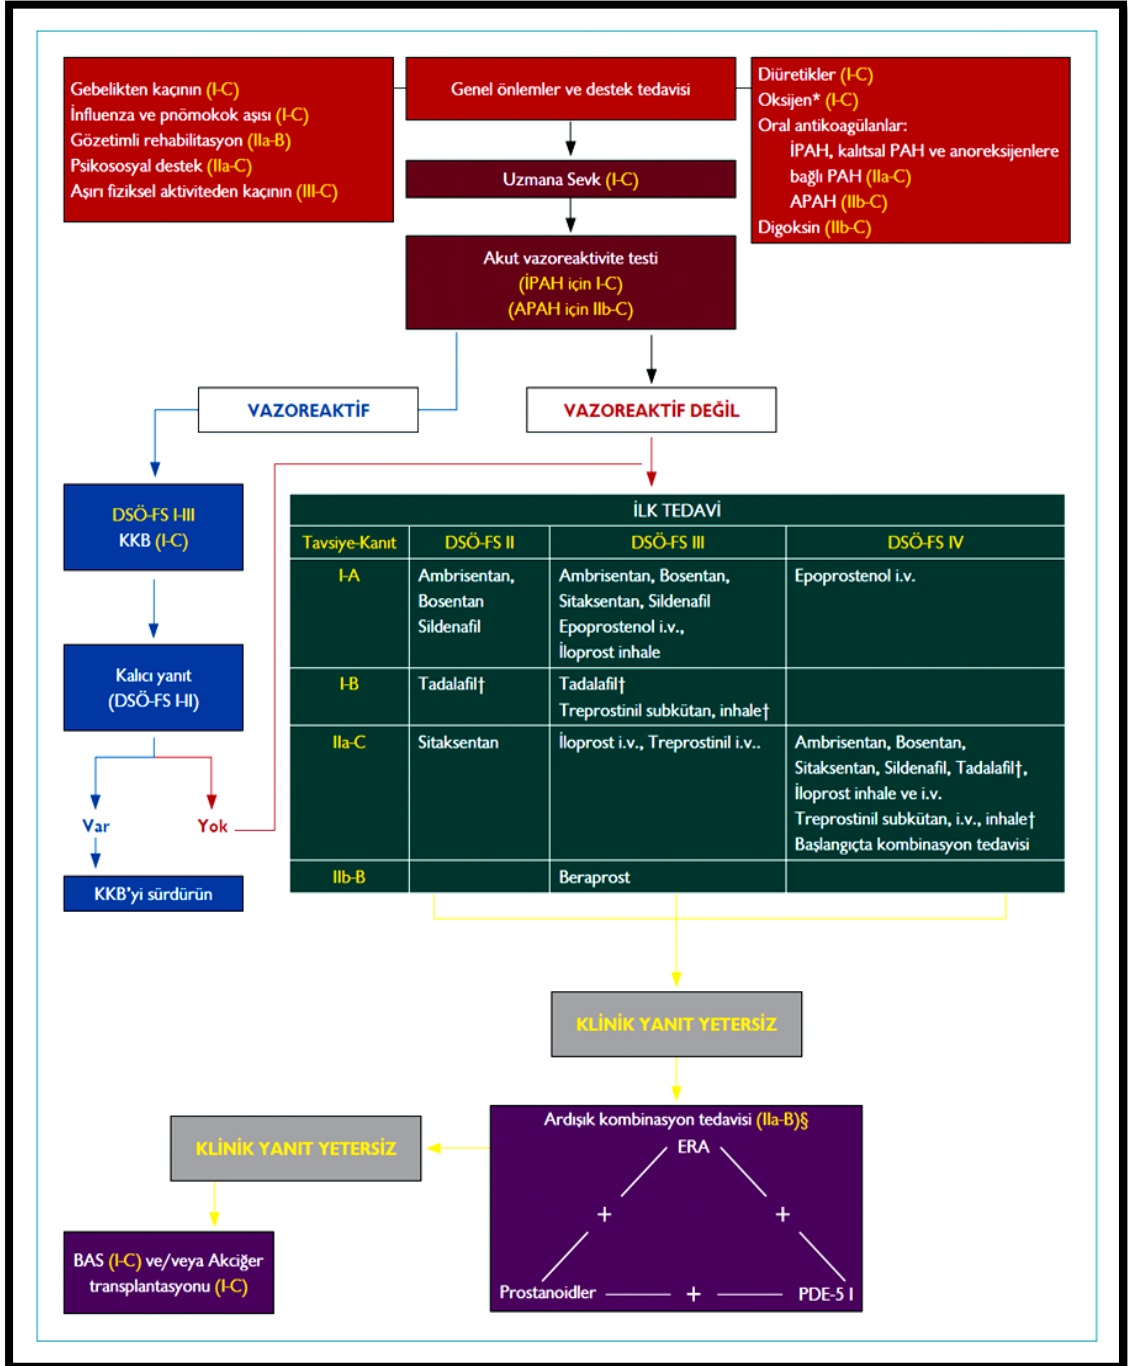 Gebelikten kaçının (I-C)
İnfluenza ve pnömokok aşısı (I-C)
Gözetimli rehabilitasyon (IIa-B)
Psikososyal destek (IIa-C)
Aşırı fiziksel aktiviteden kaçının (III-C)
Genel önlemler ve destek tedavisi
Diüretikler (I-C)
Oksijen* (I-C)
Oral antikoagülanlar:
İPAH, kalıtsal PAH ve anoreksijenlere
bağlı PAH (IIa-C)
APAH (IIb-C)
Digoksin (IIb-C)
Uzmana Sevk (I-C)
Akut vazoreaktivite testi
(İPAH için I-C)
(APAH için IIb-C)
VAZOREAKTİF
VAZOREAKTİF DEĞİL
DSÖ-FS I-III
KKB (I-C)
Kalıcı yanıt
(DSÖ-FS I-II)
Var
Yok
KKB'yi sürdürün
İLK TEDAVİ
Tavsiye-Kanıt DSÖ-FS II DSÖ-FS III DSÖ-FS IV
I-A
Ambrisentan,
Bosentan
Sildenafil
Ambrisentan, Bosentan,
Sitaksentan, Sildenafil
Epoprostenol i.v.,
İloprost inhale
Epoprostenol i.v.
I-B
Tadalafil†
Tadalafil†
Treprostinil subkütan, inhale†
IIa-C
Sitaksentan
İloprost i.v., Treprostinil i.v..
Ambrisentan, Bosentan,
Sitaksentan, Sildenafil, Tadalafil†,
İloprost inhale ve i.v.
Treprostinil subkütan, i.v., inhale†
Başlangıçta kombinasyon tedavisi
IIb-B
Beraprost
KLİNİK YANIT YETERSİZ
Ardışık kombinasyon tedavisi (IIa-B)§
ERA
+ +
Prostanoidler + PDE-5 I
KLİNİK YANIT YETERSİZ
BAS (I-C) ve/veya Akciğer
transplantasyonu (I-C)